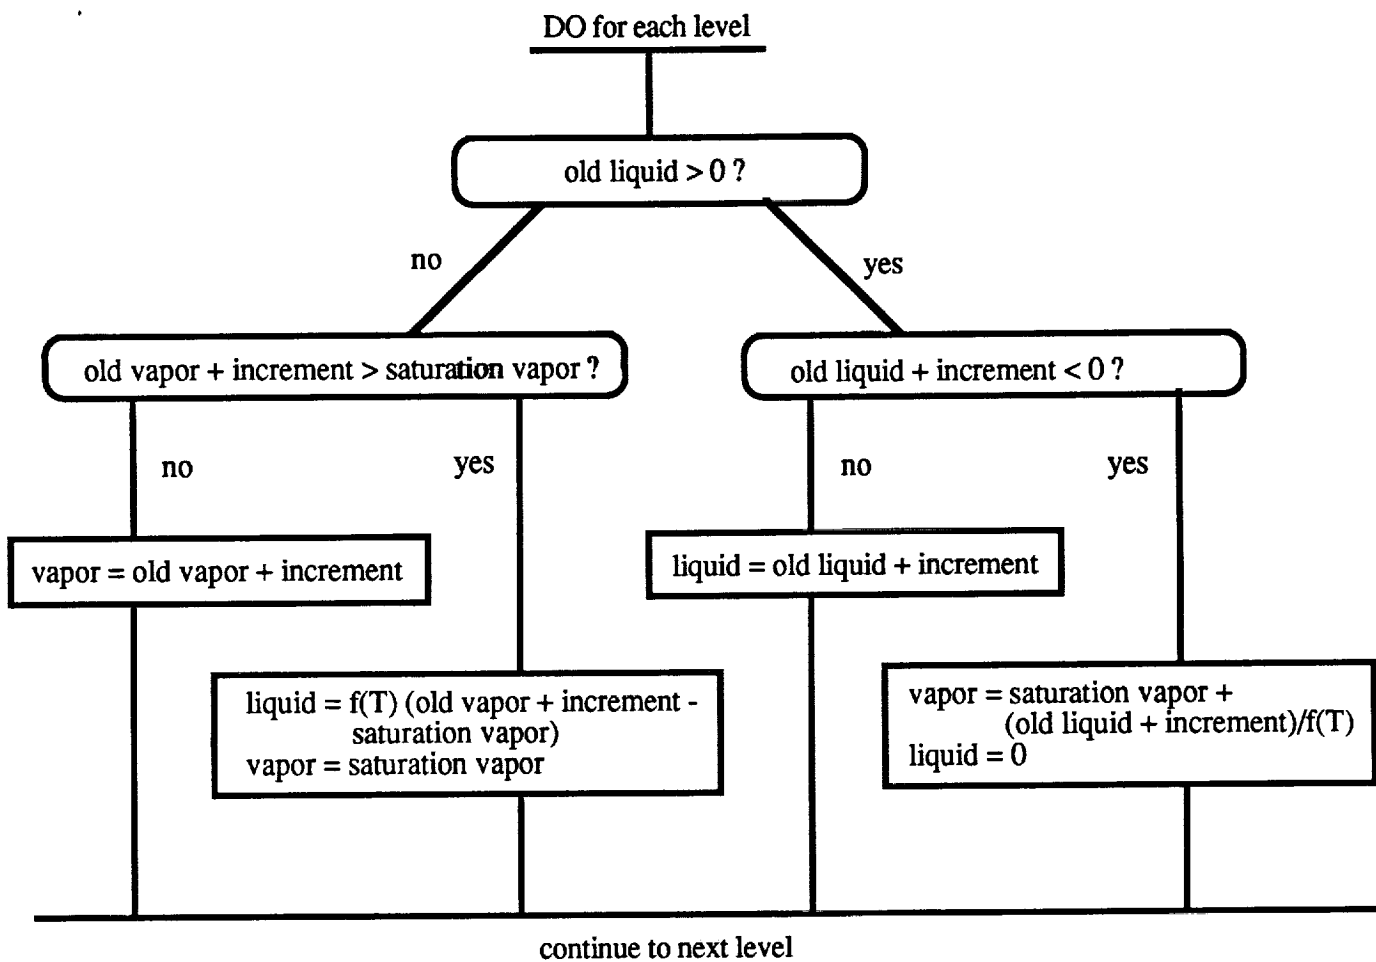 DO for each level
old liquid > 0 ?
no
yes
old vapor + increment > saturation vapor ?
old liquid + increment < 0 ?
no
yes
no
yes
vapor = old vapor + increment
liquid = old liquid + increment
liquid = f(T) (old vapor + increment -
saturation vapor)
vapor = saturation vapor
vapor = saturation vapor +
(old liquid + increment)/f(T)
liquid = 0
continue to next level